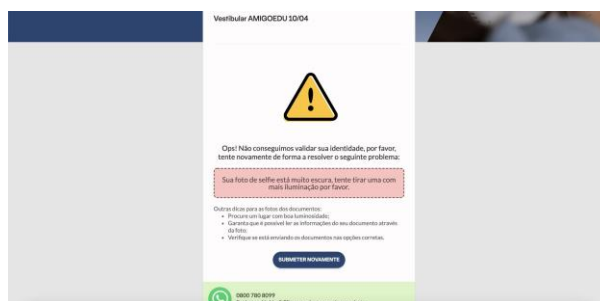 Vestibular AMIGOEDU 10/04
Ops! Não conseguimos validar sua identidade, por favor,
tente novamente de forma a resolver o seguinte problema:
Sua foto de selfie está muito escura, tente tirar uma com
mais iluminação por favor.
Outras dicas para as fotos dos documentos:
• Procure um lugar com boa luminosidade;
• Garanta que é possível ler as informações do seu documento através
da foto;
• Verifique se está enviando os documentos nas opções corretas.
SUBMETER NOVAMENTE
0800 780 8099